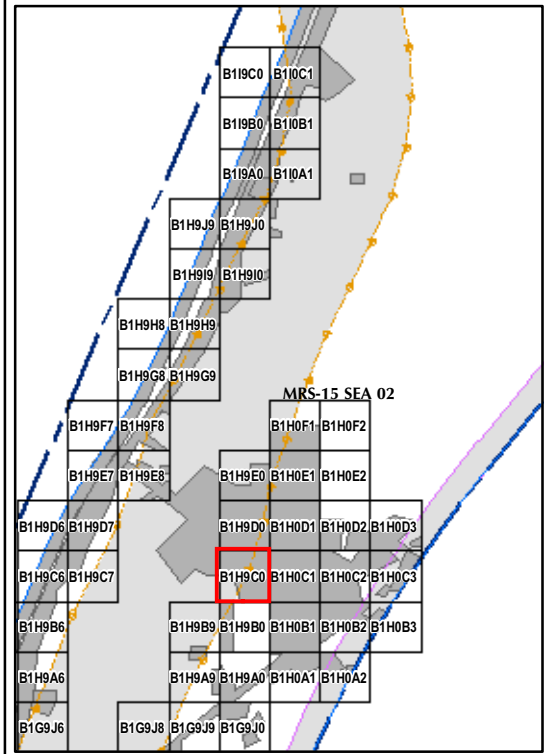 B1I9C0 B1I0C1
B1I9B0 B1I0B1
B1I9A0 B1I0A1
B1H9J9 B1H9J0
B1H9I9 B1H9I0
B1H9H8 B1H9H9
B1H9G8 B1H9G9
MRS-15 SEA 02
B1H9F7 B1H9F8 B1H0F1 B1H0F2
B1H9E7 B1H9E8 B1H9E0 B1H0E1 B1H0E2
B1H9D6 B1H9D7 B1H9D0 B1H0D1 B1H0D2 B1H0D3
B1H9C6 B1H9C7 B1H9C0 B1H0C1 B1H0C2 B1H0C3
B1H9B6 B1H9B9 B1H9B0 B1H0B1 B1H0B2 B1H0B3
B1H9A6 B1H9A9 B1H9A0 B1H0A1 B1H0A2
B1G9J6 B1G9J8 B1G9J9 B1G9J0